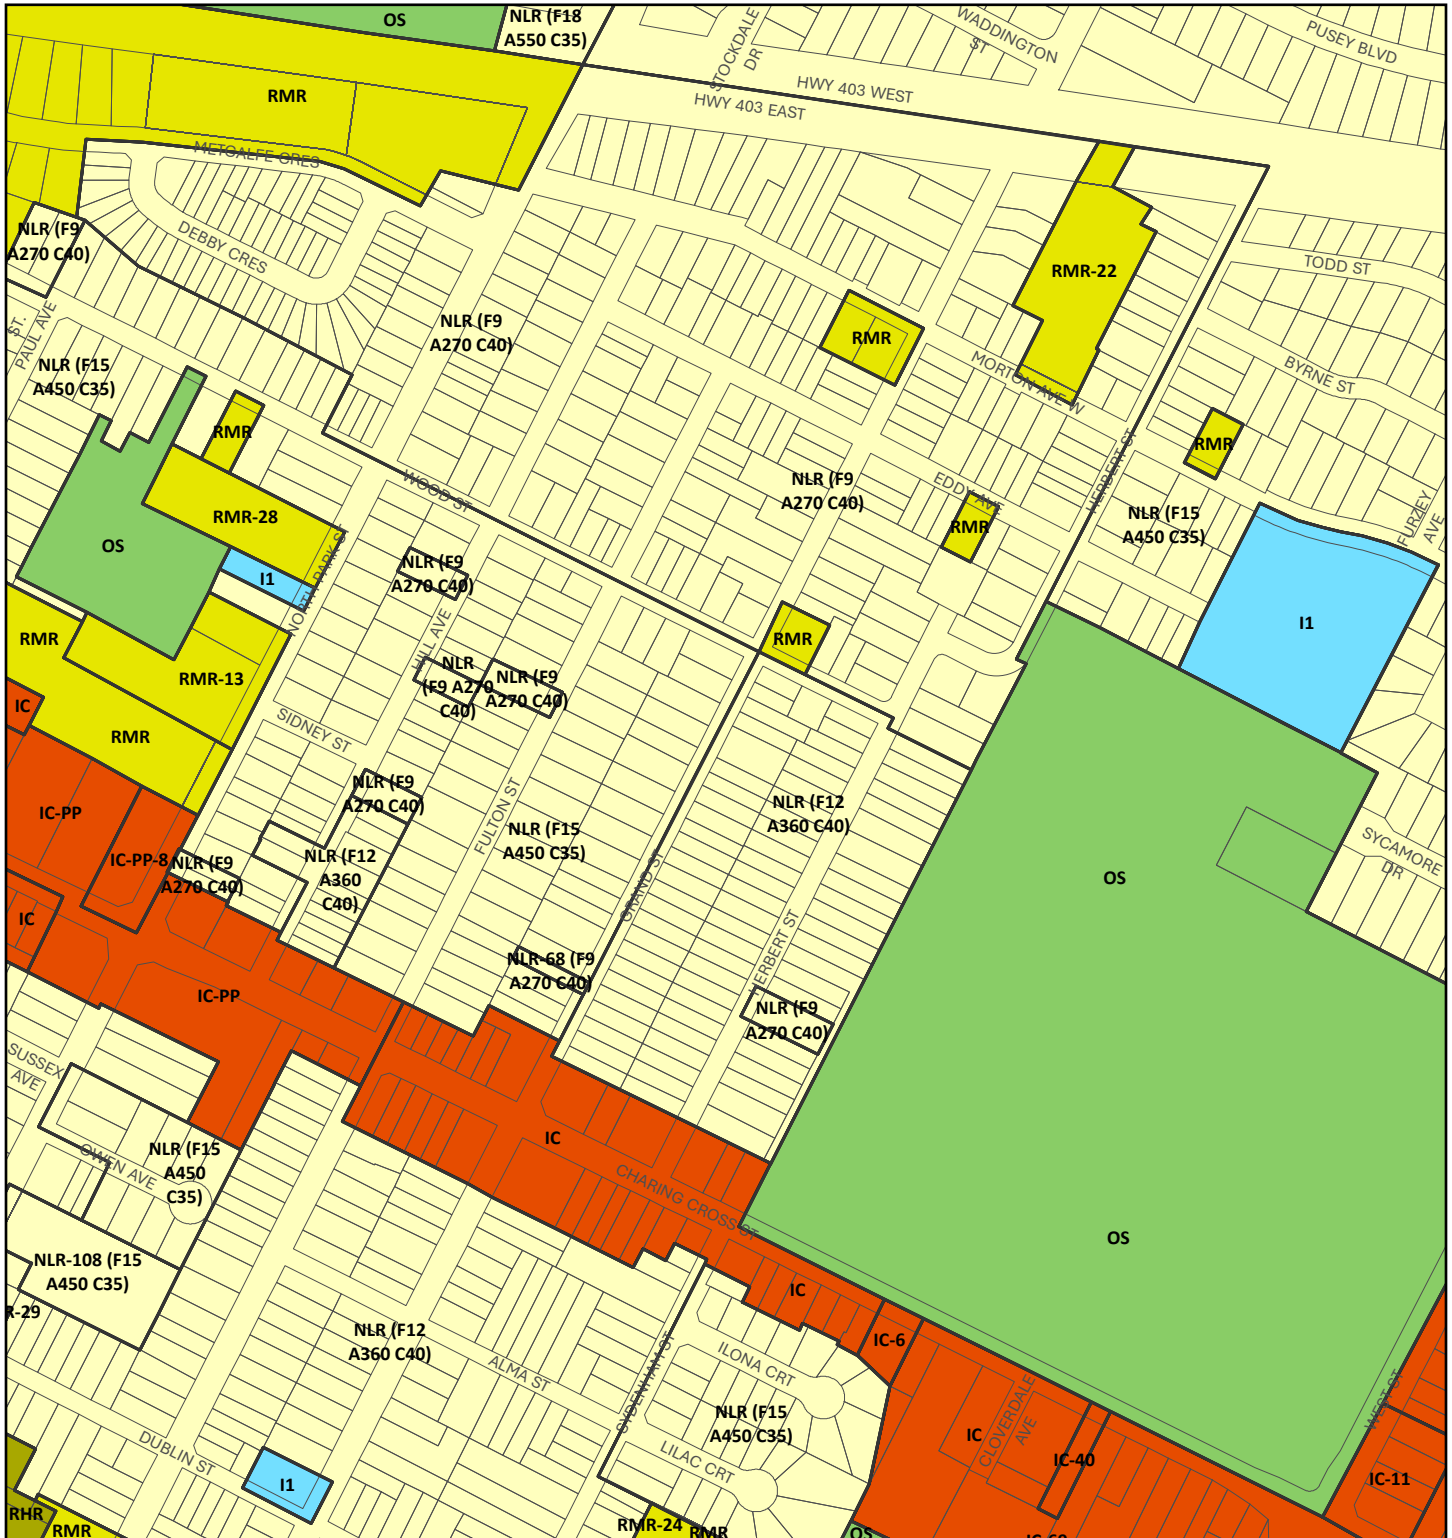 OS
NLR (F18
A550 C35)
STOCKDALE
DR
WADDINGTON
ST
PUSEY BLVD
HWY 403 WEST
HWY 403 EAST
RMR
METCALFE CRES
DEBBY CRES
NLR (F9
A270 C40)
RMR-22
TODD ST
ST.
PAUL AVE
NLR (F9
A270 C40)
RMR
NLR (F15
A450 C35)
MORTON AVE W
BYRNE ST
RMR
RMR
HERBERT ST
WOOD ST
NLR (F9
A270 C40)
EDDY AVE
RMR
NLR (F15
A450 C35)
FURZEY
AVE
RMR-28
OS
I1
NORTH PARK ST
NLR (F9
A270 C40)
HILL AVE
I1
RMR
RMR
RMR-13
NLR
(F9 A270
C40)
NLR (F9
A270 C40)
IC
RMR
SIDNEY ST
NLR (F9
A270 C40)
FULTON ST
NLR (F12
A360 C40)
IC-PP
NLR (F15
A450 C35)
IC-PP-8
NLR (F9
A270 C40)
NLR (F12
A360
C40)
GRAND ST
OS
SYCAMORE
DR
IC
HERBERT ST
NLR-68 (F9
A270 C40)
IC-PP
NLR (F9
A270 C40)
SUSSEX
AVE
OWEN AVE
NLR (F15
A450
C35)
IC
CHARING CROSS ST
OS
NLR-108 (F15
A450 C35)
R-29
IC
IC-6
NLR (F12
A360 C40)
ALMA ST
SYDENHAM ST
ILONA CRT
NLR (F15
A450 C35)
LILAC CRT
IC
CLOVERDALE
AVE
IC-40
WEST ST
IC-11
DUBLIN ST
I1
RHR
RMR
RMR-24
RMR
OS